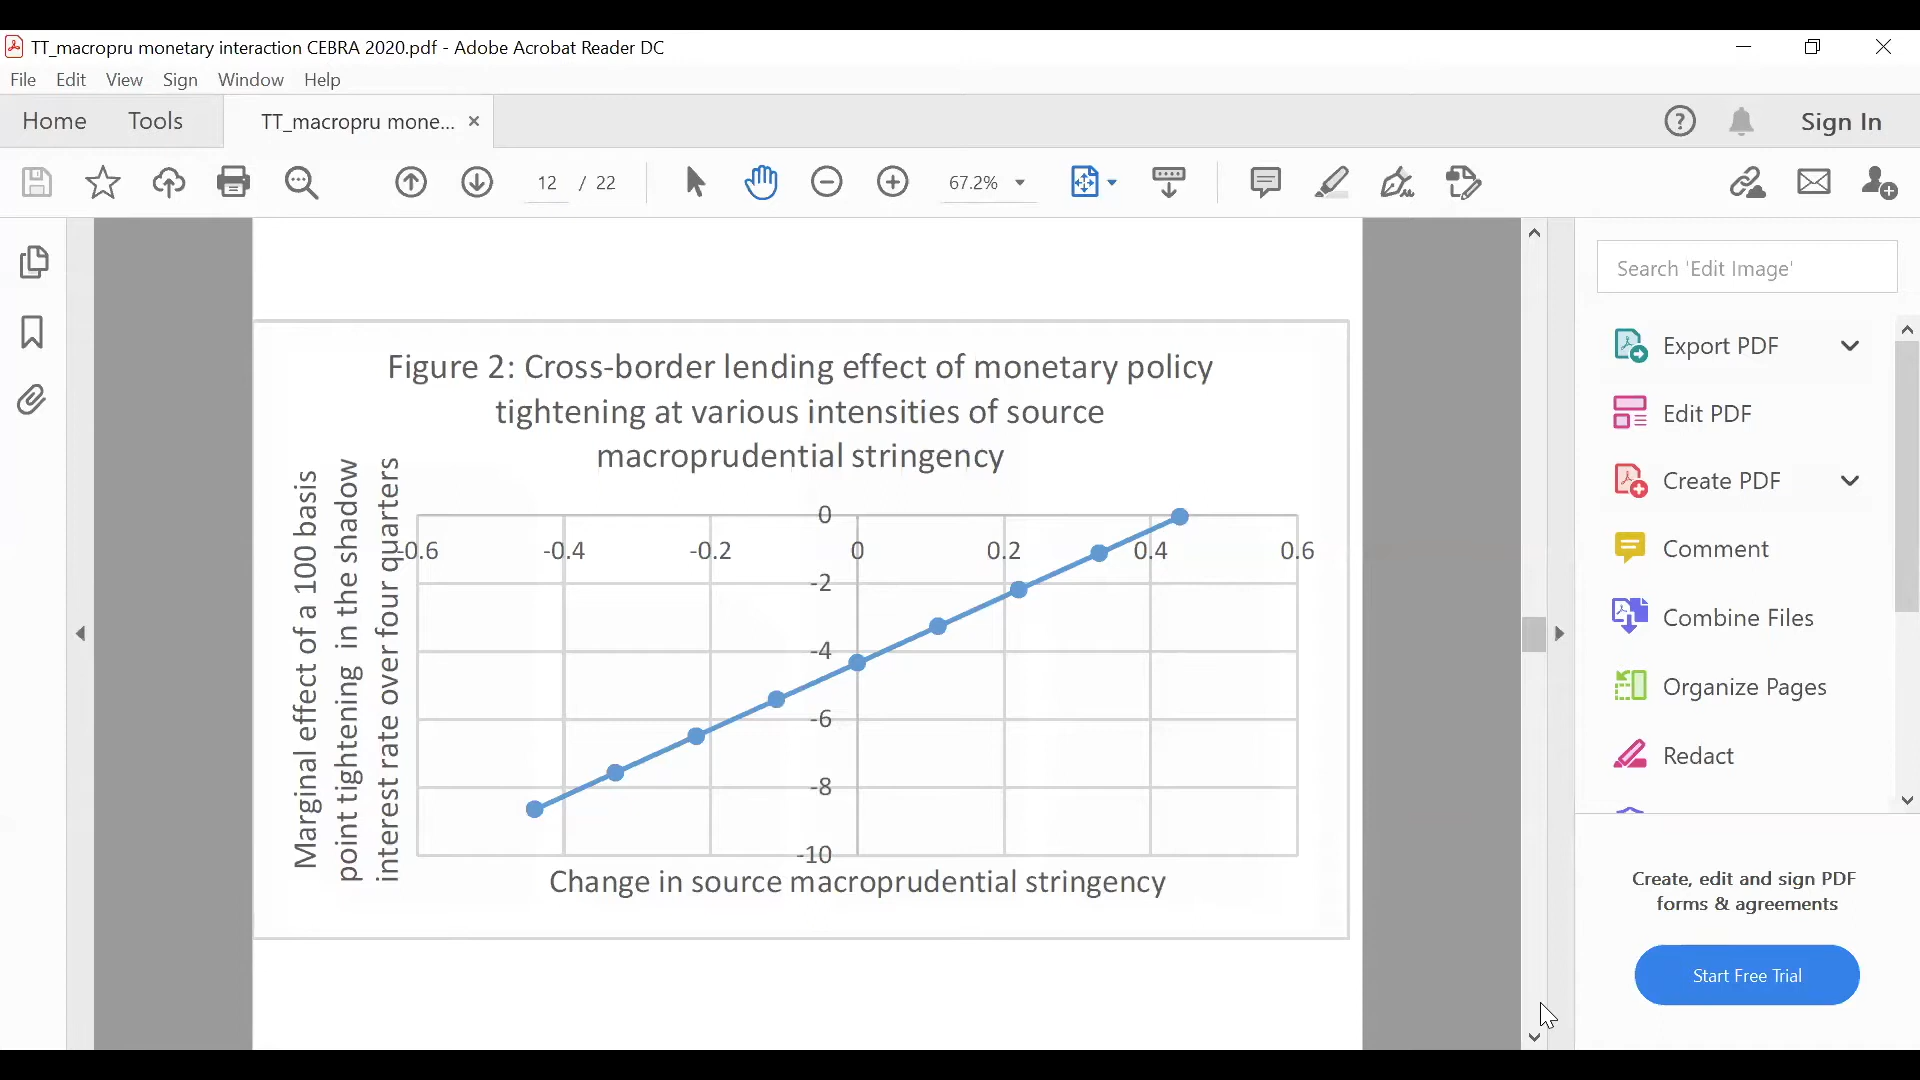 TT_macropru monetary interaction CEBRA 2020.pdf - Adobe Acrobat Reader DC
File Edit View Sign Window Help
Home Tools TT_macropru mone... × Sign In
12 / 22 67.2%
Search 'Edit Image'
Export PDF
Edit PDF
Create PDF
Comment
Combine Files
Organize Pages
Redact
Create, edit and sign PDF
forms & agreements
Start Free Trial
Figure 2: Cross-border lending effect of monetary policy
tightening at various intensities of source
macroprudential stringency
Marginal effect of a 100 basis
point tightening in the shadow
interest rate over four quarters
0
-0.6 -0.4 -0.2 0 0.2 0.4 0.6
-2
-4
-6
-8
-10
Change in source macroprudential stringency